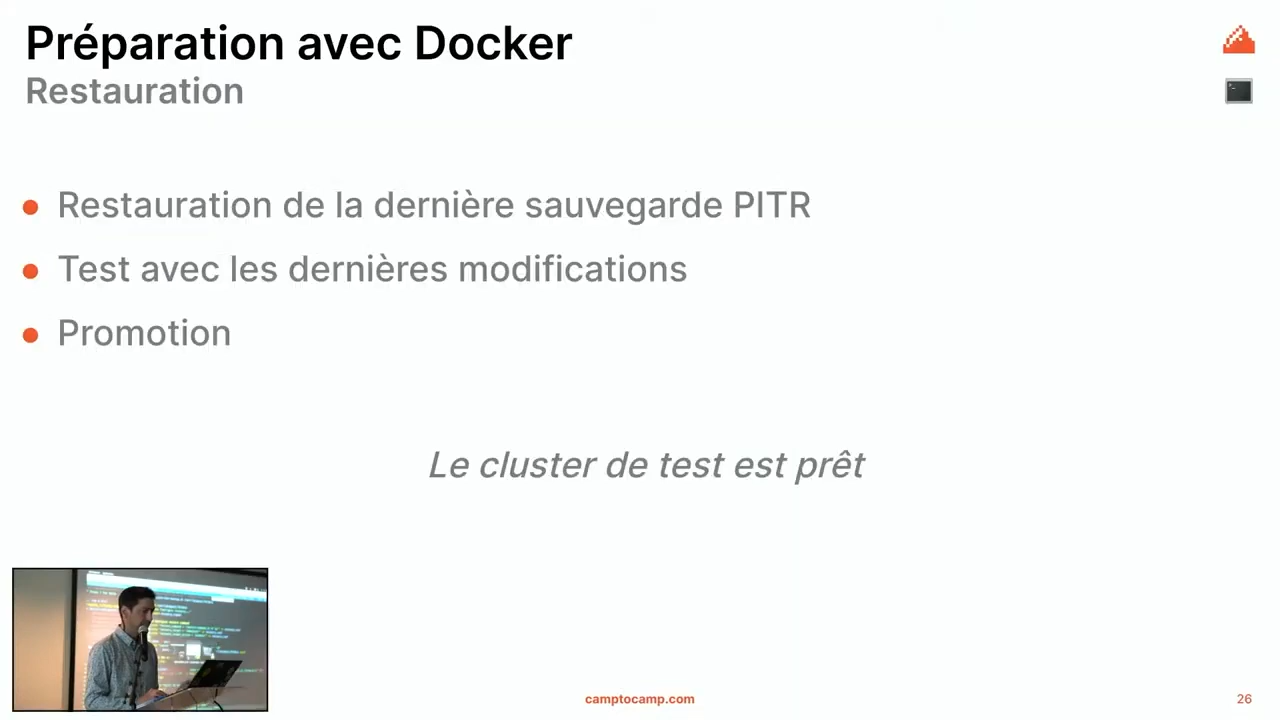 Préparation avec Docker
Restauration
Restauration de la dernière sauvegarde PITR
Test avec les dernières modifications
Promotion
Le cluster de test est prêt
camptocamp.com
26